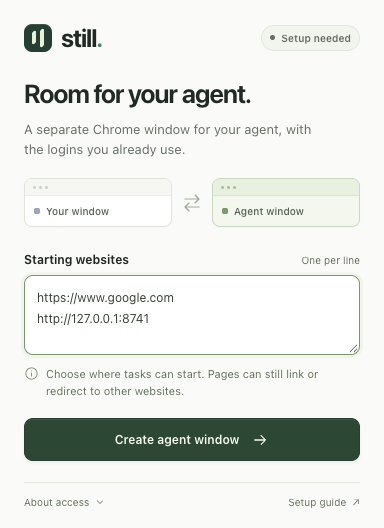 still.
Setup needed
Room for your agent.
A separate Chrome window for your agent, with
the logins you already use.
Your window
Agent window
Starting websites
One per line
https://www.google.com
http://127.0.0.1:8741
Choose where tasks can start. Pages can still link or
redirect to other websites.
Create agent window →
About access
Setup guide ↗